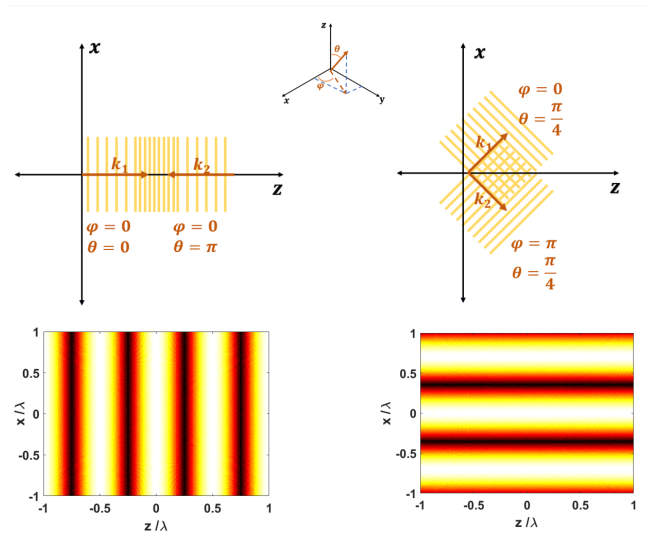 x
k₁
k₂
z
φ = 0
θ = 0
φ = 0
θ = π
z
θ
φ
x
y
x
φ = 0
θ = π/4
k₁
z
k₂
φ = π
θ = π/4
1
0.5
0
-0.5
-1
x /λ
-1
-0.5
0
0.5
1
z /λ
1
0.5
0
-0.5
-1
x /λ
-1
-0.5
0
0.5
1
z /λ